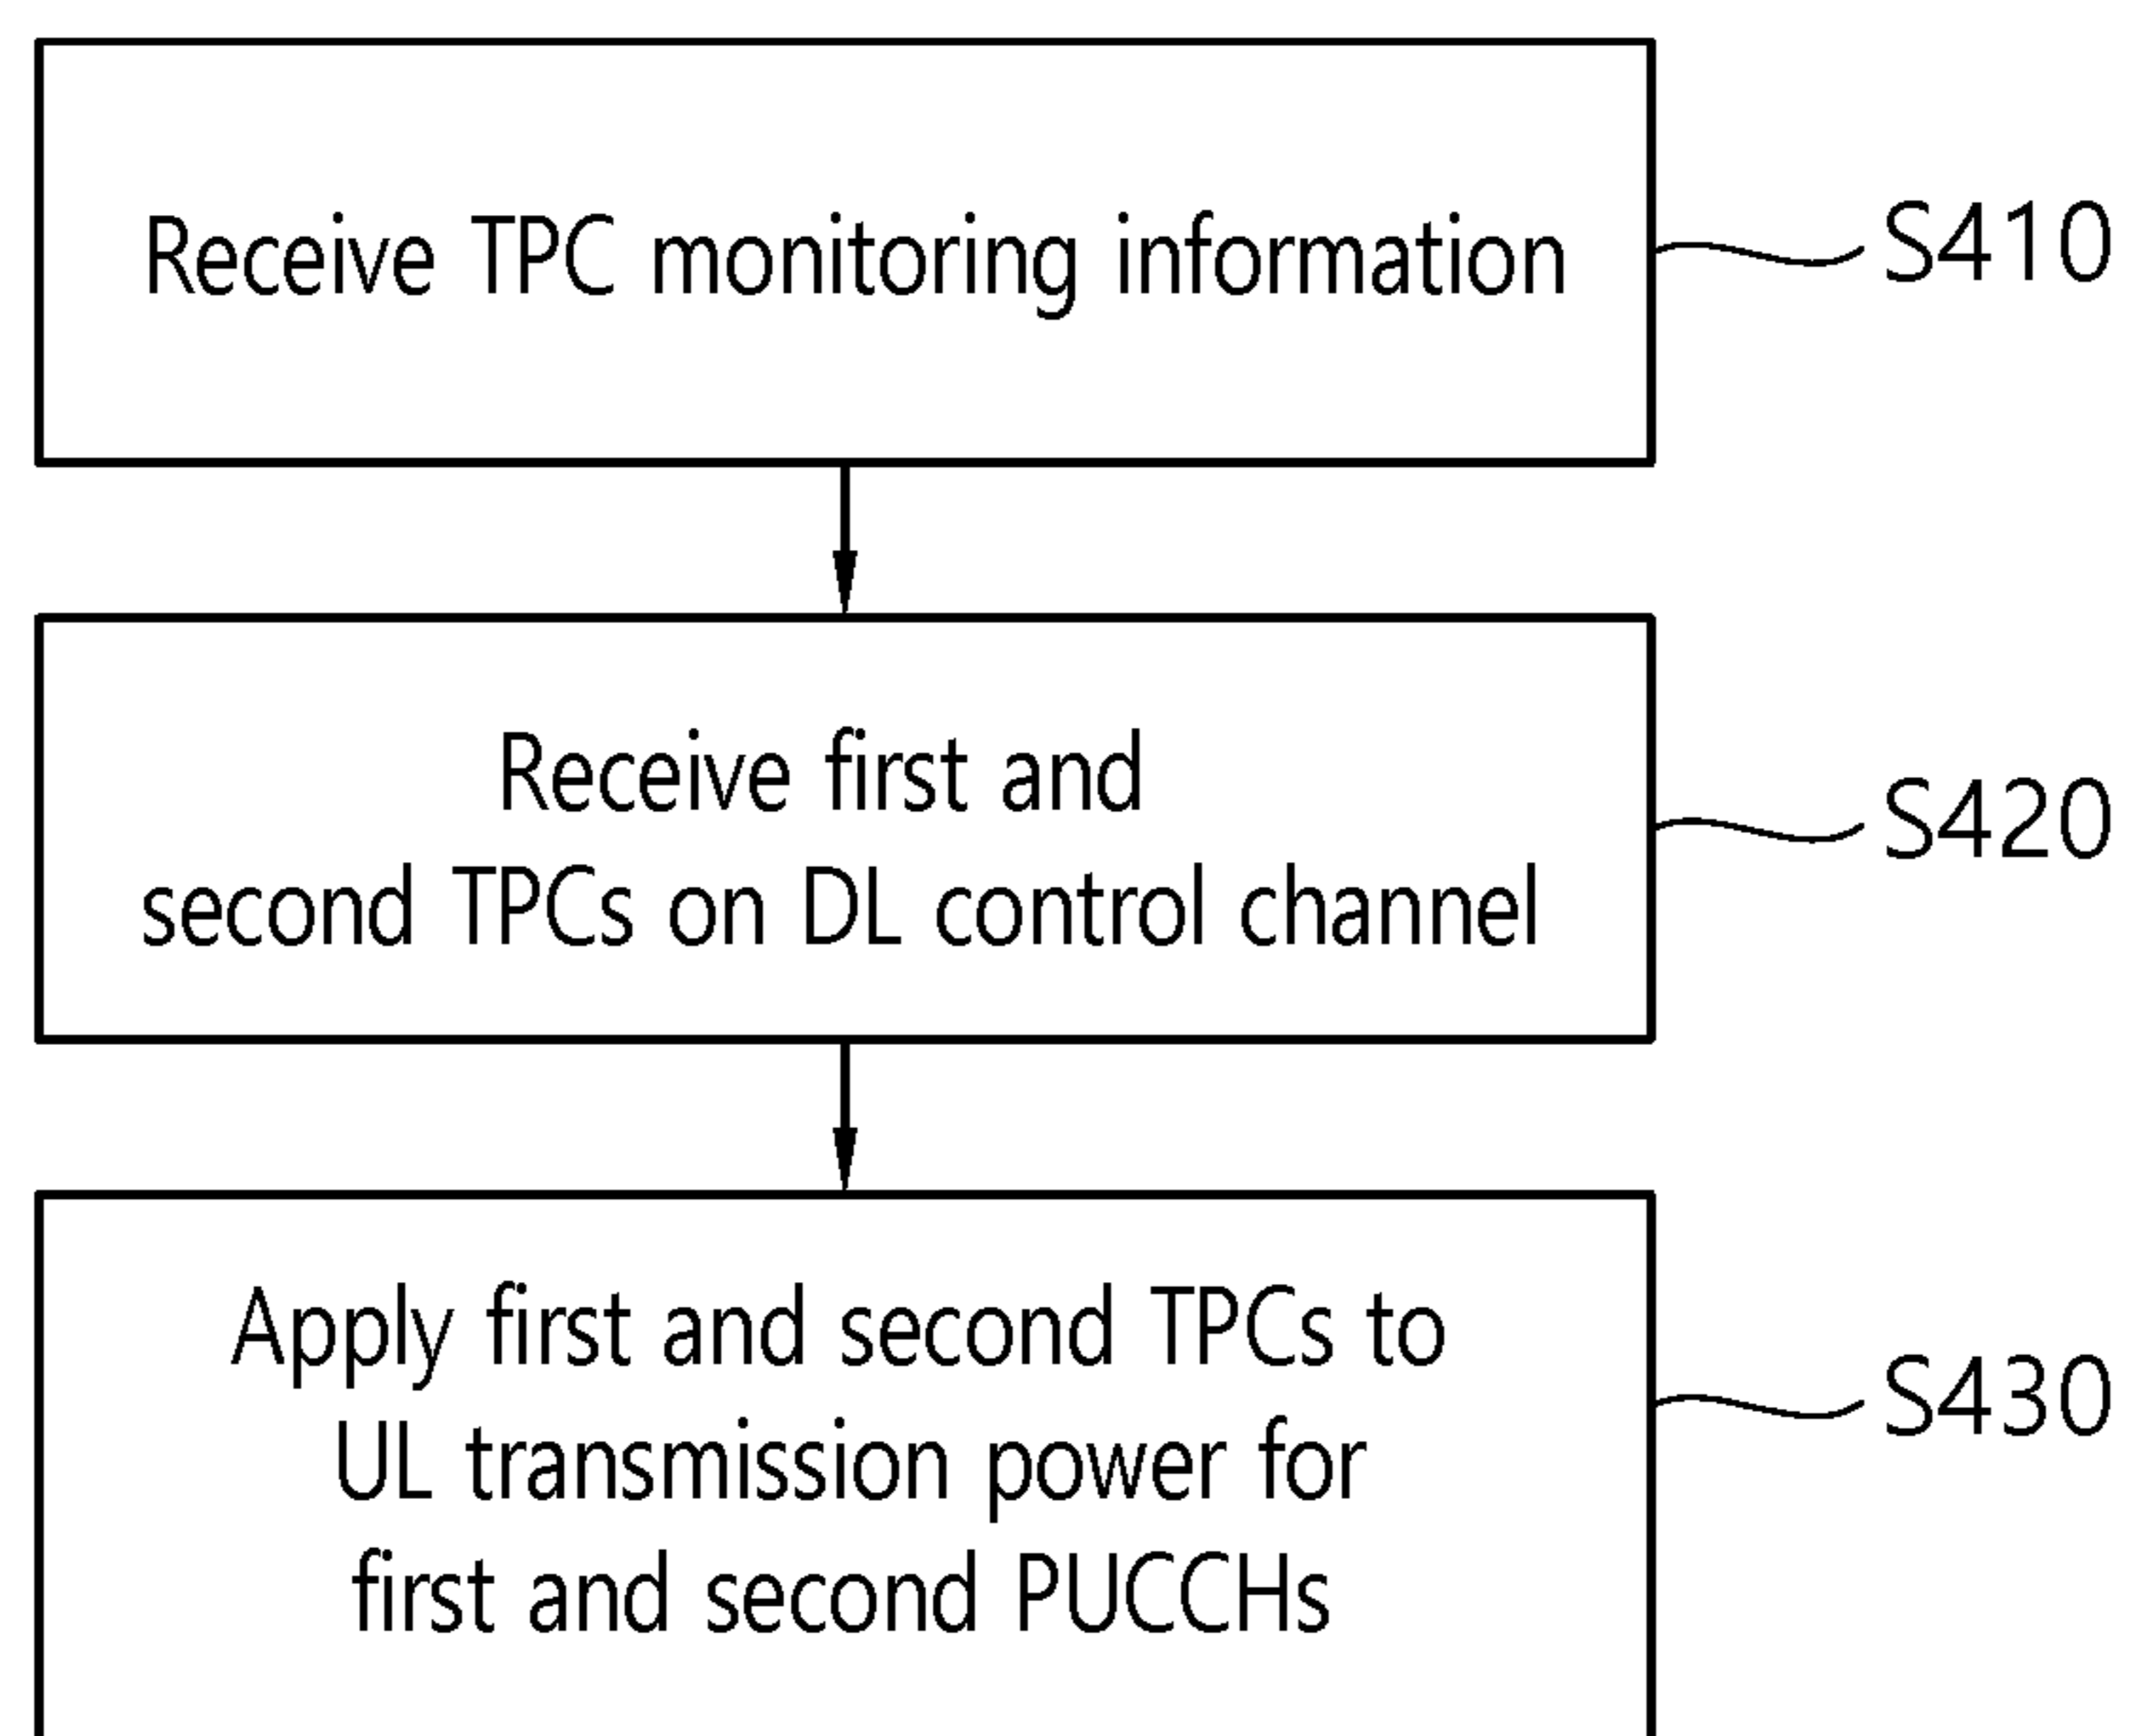 Receive TPC monitoring information
S410
Receive first and
second TPCs on DL control channel
S420
Apply first and second TPCs to
UL transmission power for
first and second PUCCHs
S430